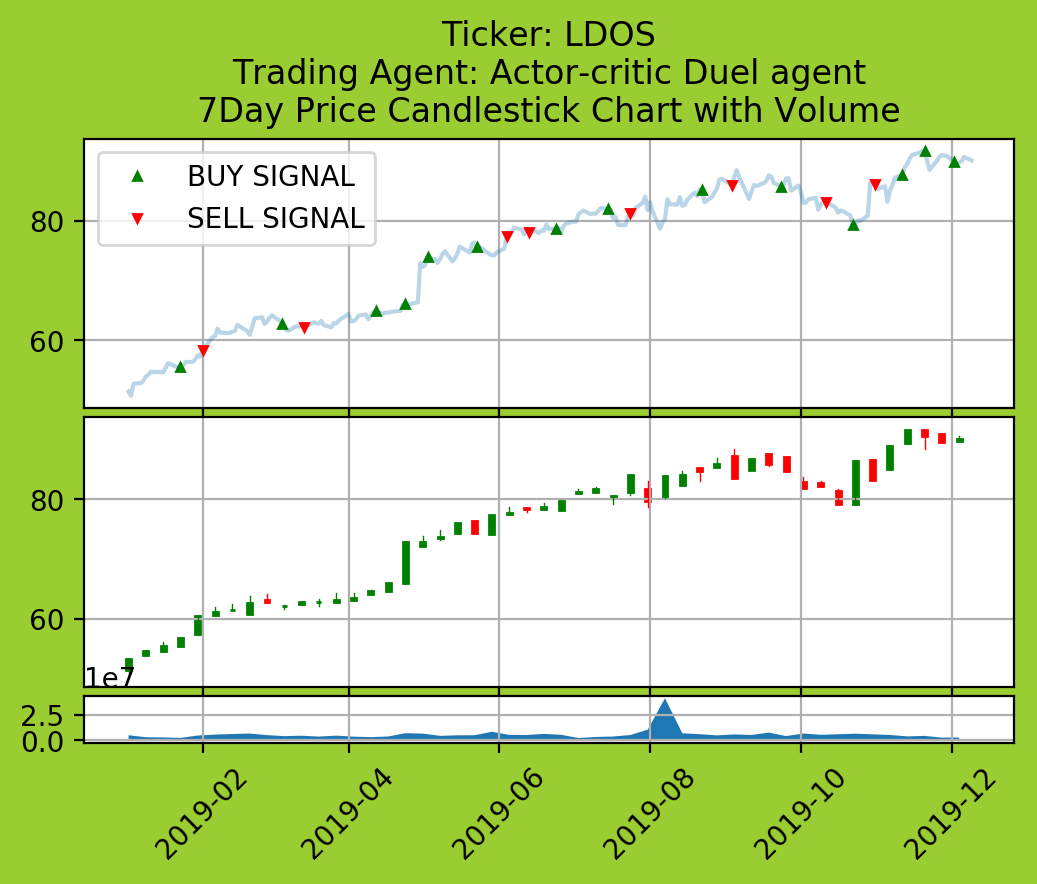 Ticker: LDOS
Trading Agent: Actor-critic Duel agent
7Day Price Candlestick Chart with Volume
BUY SIGNAL
SELL SIGNAL
80
60
80
60
1e7
2.5
0.0
2019-02
2019-04
2019-06
2019-08
2019-10
2019-12